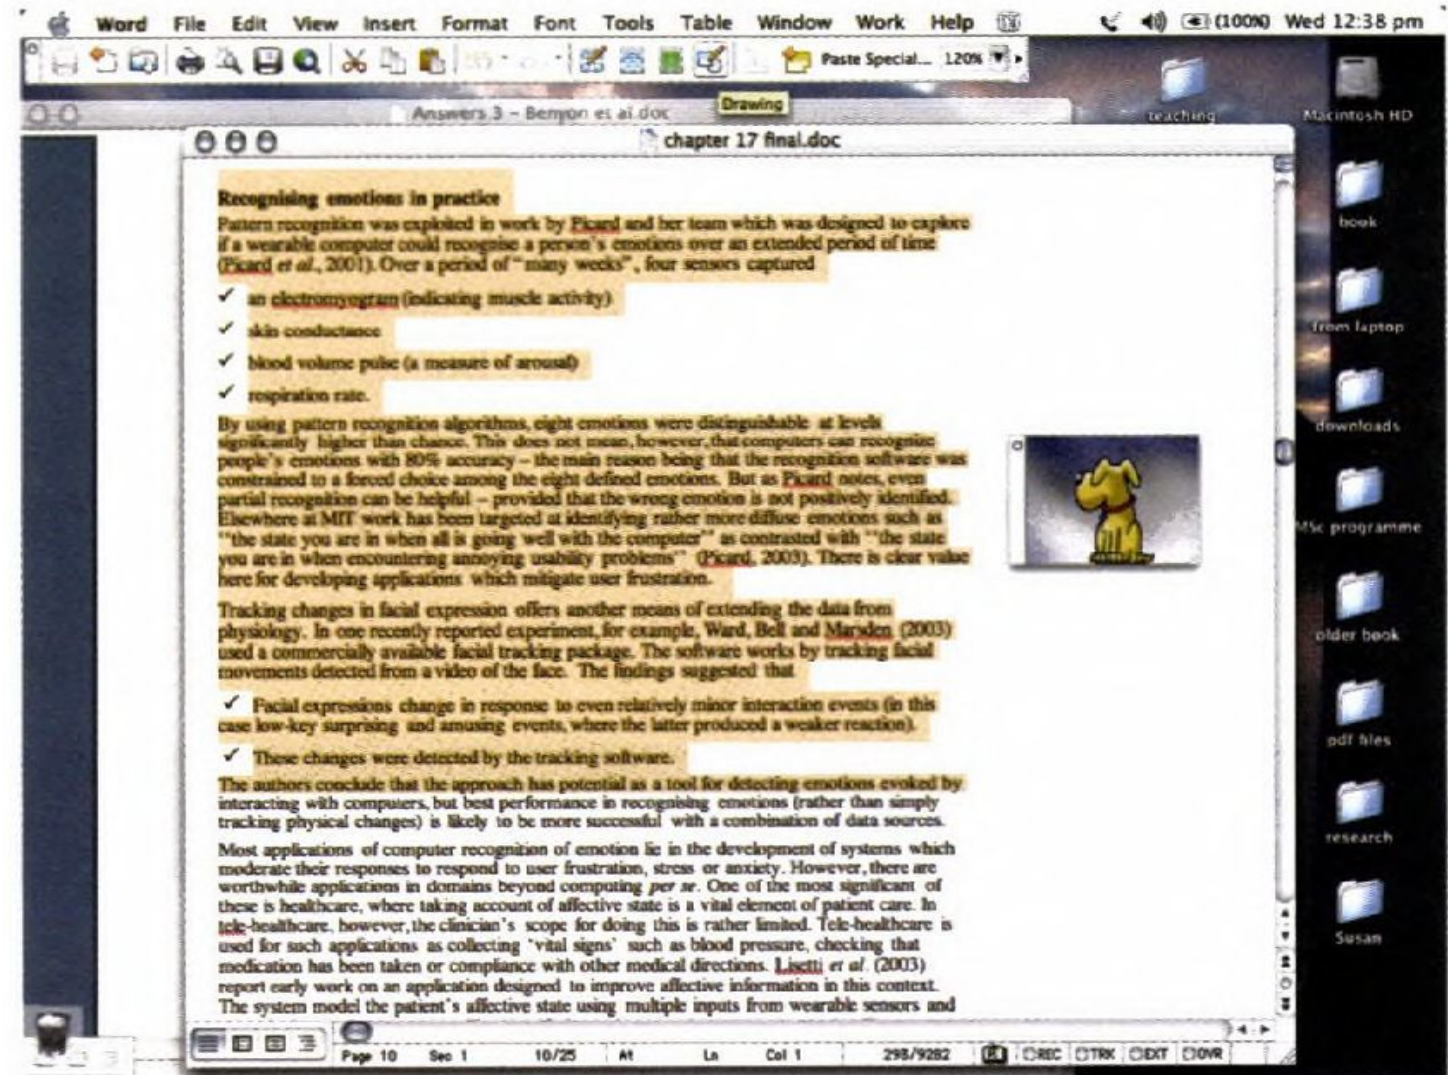 Word File Edit View Insert Format Font Tools Table Window Work Help (100%) Wed 12:38 pm
Paste Special... 120%
Drawing
Answers 3 – Benyon et al.doc
chapter 17 final.doc
teaching
Macintosh HD
book
from laptop
downloads
MSc programme
older book
pdf files
research
Susan
Recognising emotions in practice
Pattern recognition was exploited in work by Picard and her team which was designed to explore
if a wearable computer could recognise a person's emotions over an extended period of time
(Picard et al., 2001). Over a period of "many weeks", four sensors captured
✓ an electromyogram (indicating muscle activity)
✓ skin conductance
✓ blood volume pulse (a measure of arousal)
✓ respiration rate.
By using pattern recognition algorithms, eight emotions were distinguishable at levels
significantly higher than chance. This does not mean, however, that computers can recognize
people's emotions with 80% accuracy – the main reason being that the recognition software was
constrained to a forced choice among the eight defined emotions. But as Picard notes, even
partial recognition can be helpful – provided that the wrong emotion is not positively identified.
Elsewhere at MIT work has been targeted at identifying rather more diffuse emotions such as
"'the state you are in when all is going well with the computer'" as contrasted with "'the state
you are in when encountering annoying usability problems'" (Picard, 2003). There is clear value
here for developing applications which mitigate user frustration.
Tracking changes in facial expression offers another means of extending the data from
physiology. In one recently reported experiment, for example, Ward, Bell and Marsden (2003)
used a commercially available facial tracking package. The software works by tracking facial
movements detected from a video of the face. The findings suggested that
✓ Facial expressions change in response to even relatively minor interaction events (in this
case low-key surprising and amusing events, where the latter produced a weaker reaction).
✓ These changes were detected by the tracking software.
The authors conclude that the approach has potential as a tool for detecting emotions evoked by
interacting with computers, but best performance in recognising emotions (rather than simply
tracking physical changes) is likely to be more successful with a combination of data sources.
Most applications of computer recognition of emotion lie in the development of systems which
moderate their responses to respond to user frustration, stress or anxiety. However, there are
worthwhile applications in domains beyond computing per se. One of the most significant of
these is healthcare, where taking account of affective state is a vital element of patient care. In
tele-healthcare, however, the clinician's scope for doing this is rather limited. Tele-healthcare is
used for such applications as collecting 'vital signs' such as blood pressure, checking that
medication has been taken or compliance with other medical directions. Lisetti et al. (2003)
report early work on an application designed to improve affective information in this context.
The system model the patient's affective state using multiple inputs from wearable sensors and
Page 10 Sec 1 10/25 At Ln Col 1 298/9282 REC TRK EXT OVR